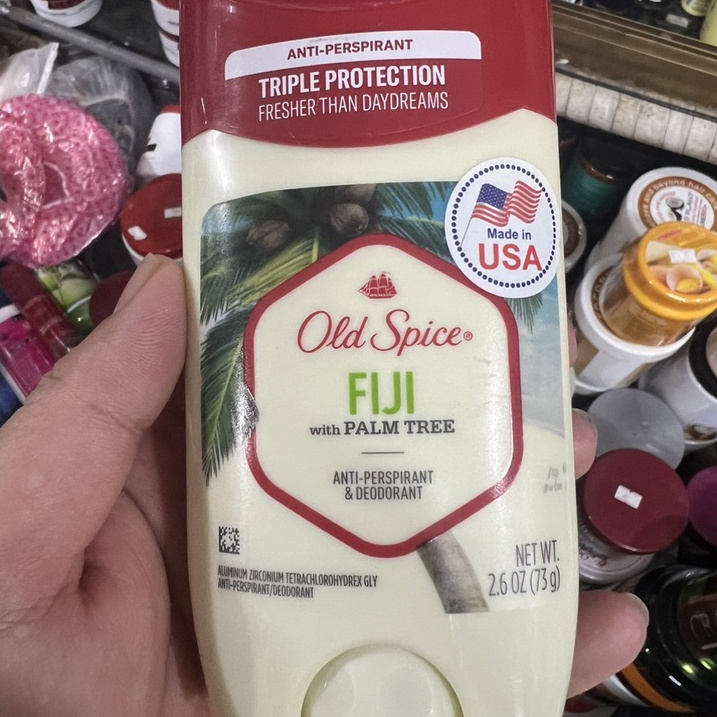 ANTI-PERSPIRANT
TRIPLE PROTECTION
FRESHER THAN DAYDREAMS
Made in
USA
Old Spice®
FIJI
with PALM TREE
ANTI-PERSPIRANT
& DEODORANT
ALUMINUM ZIRCONIUM TETRACHLOROHYDREX GLY
ANTI-PERSPIRANT/DEODORANT
NET WT.
2.6 OZ (73 g)